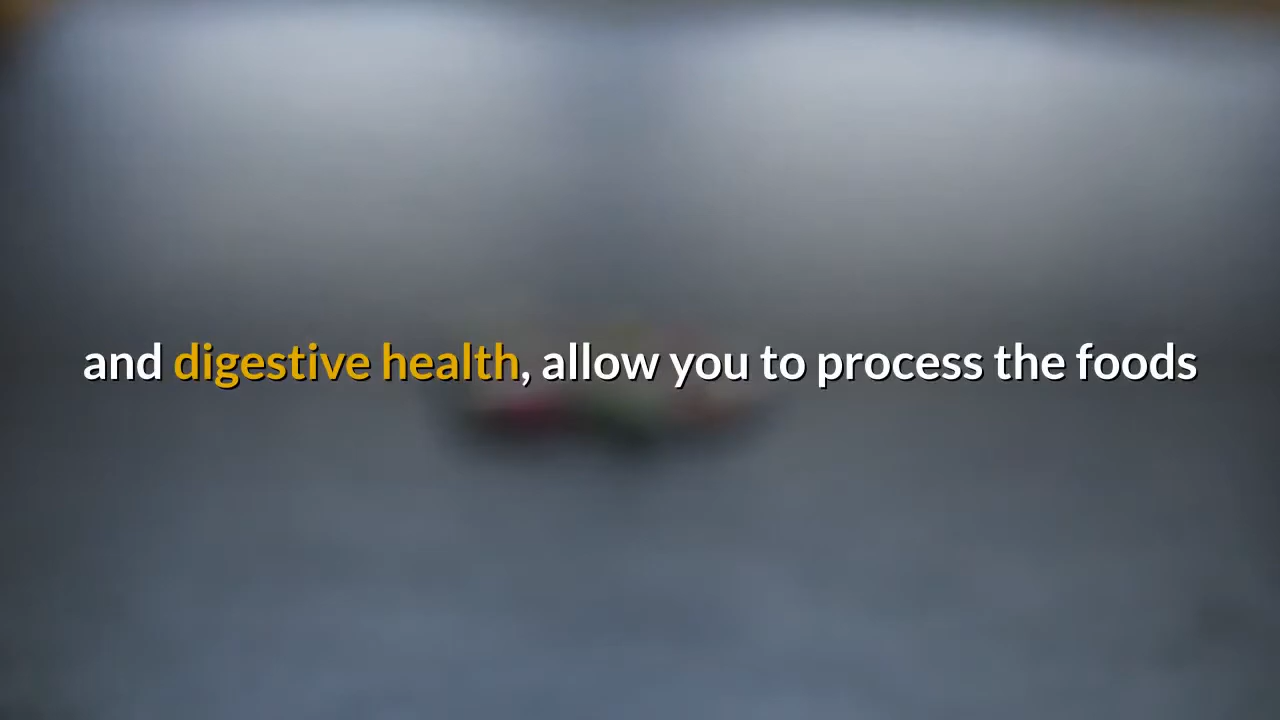 and digestive health, allow you to process the foods